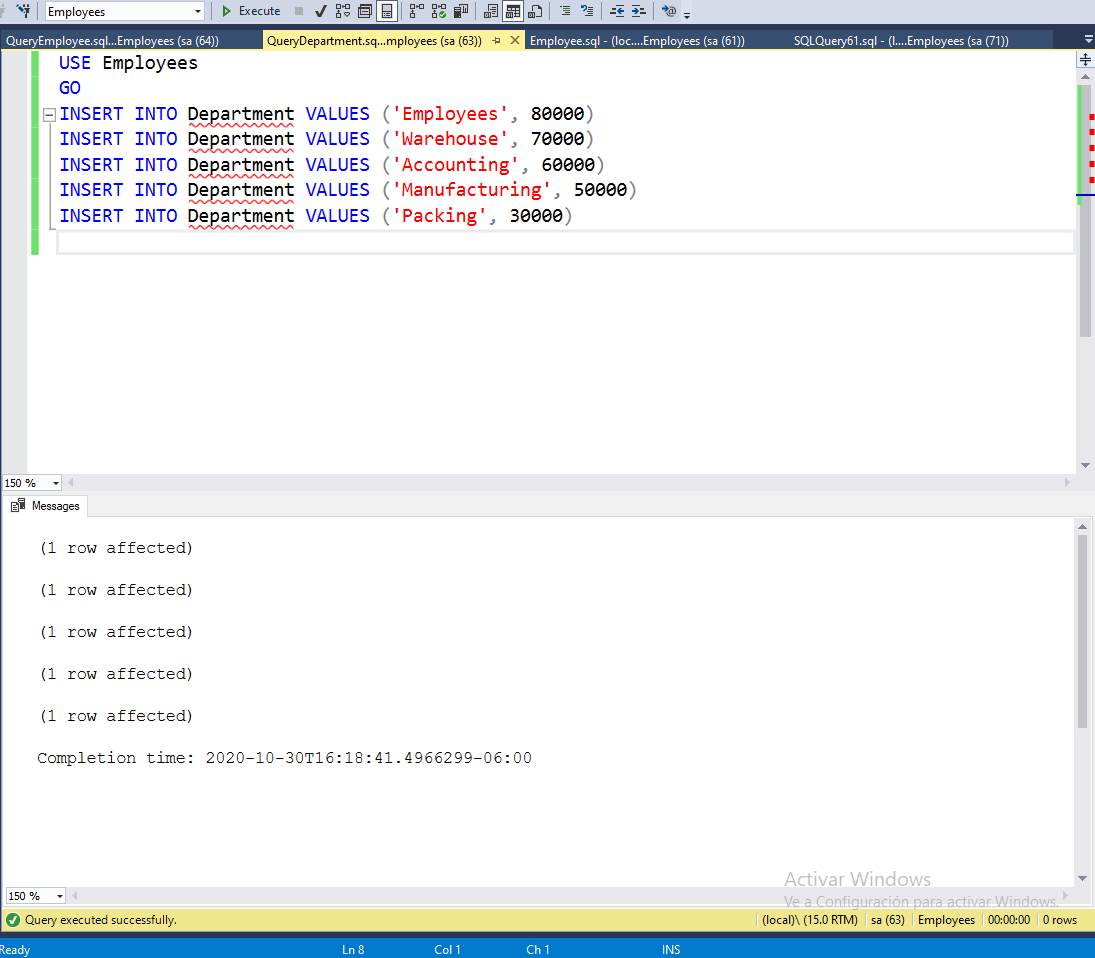 Employees
Execute
QueryEmployee.sql...Employees (sa (64))
QueryDepartment.sq...mployees (sa (63))
Employee.sql - (loc....Employees (sa (61))
SQLQuery61.sql - (l....Employees (sa (71))
USE Employees
GO
INSERT INTO Department VALUES ('Employees', 80000)
INSERT INTO Department VALUES ('Warehouse', 70000)
INSERT INTO Department VALUES ('Accounting', 60000)
INSERT INTO Department VALUES ('Manufacturing', 50000)
INSERT INTO Department VALUES ('Packing', 30000)
150 %
Messages
(1 row affected)
(1 row affected)
(1 row affected)
(1 row affected)
(1 row affected)
Completion time: 2020-10-30T16:18:41.4966299-06:00
Activar Windows
150 %
Ve a Configuración para activar Windows.
Query executed successfully.
(local)\ (15.0 RTM)
sa (63)
Employees
00:00:00
0 rows
Ready
Ln 8
Col 1
Ch 1
INS